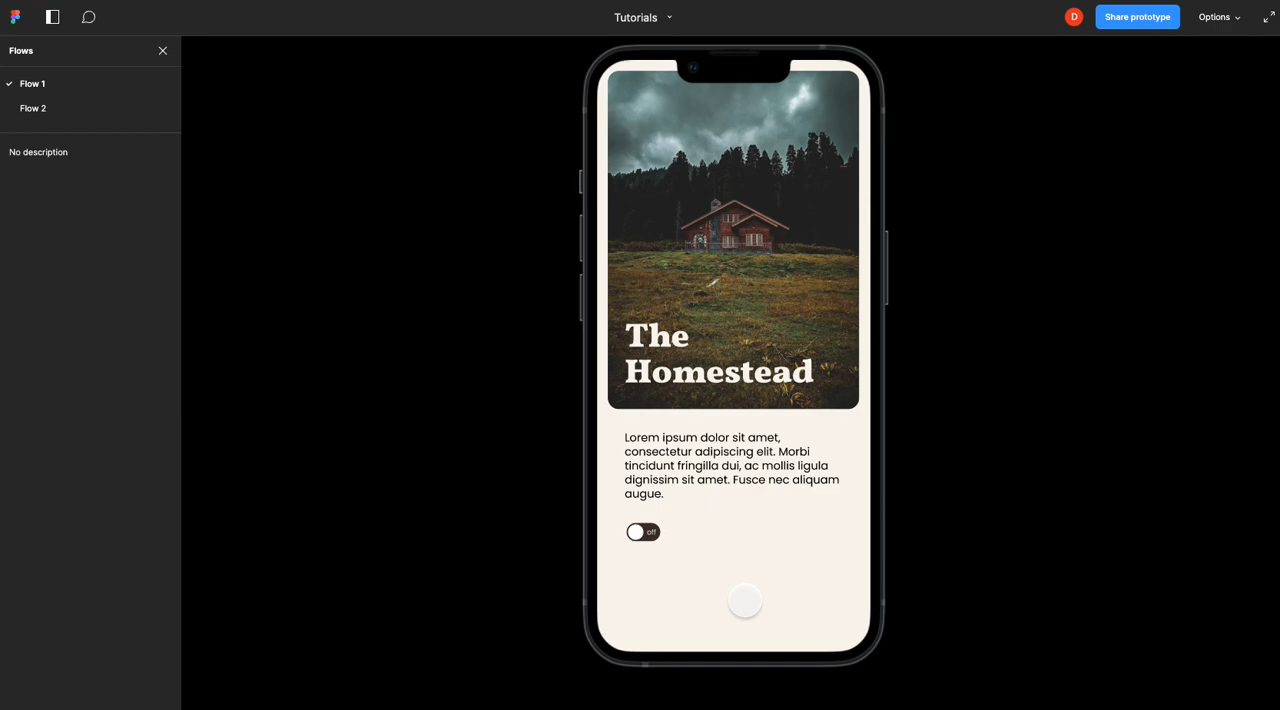 Tutorials
D
Share prototype
Options
Flows
Flow 1
Flow 2
No description
The
Homestead
Lorem ipsum dolor sit amet,
consectetur adipiscing elit. Morbi
tincidunt fringilla dui, ac mollis ligula
dignissim sit amet. Fusce nec aliquam
augue.
off